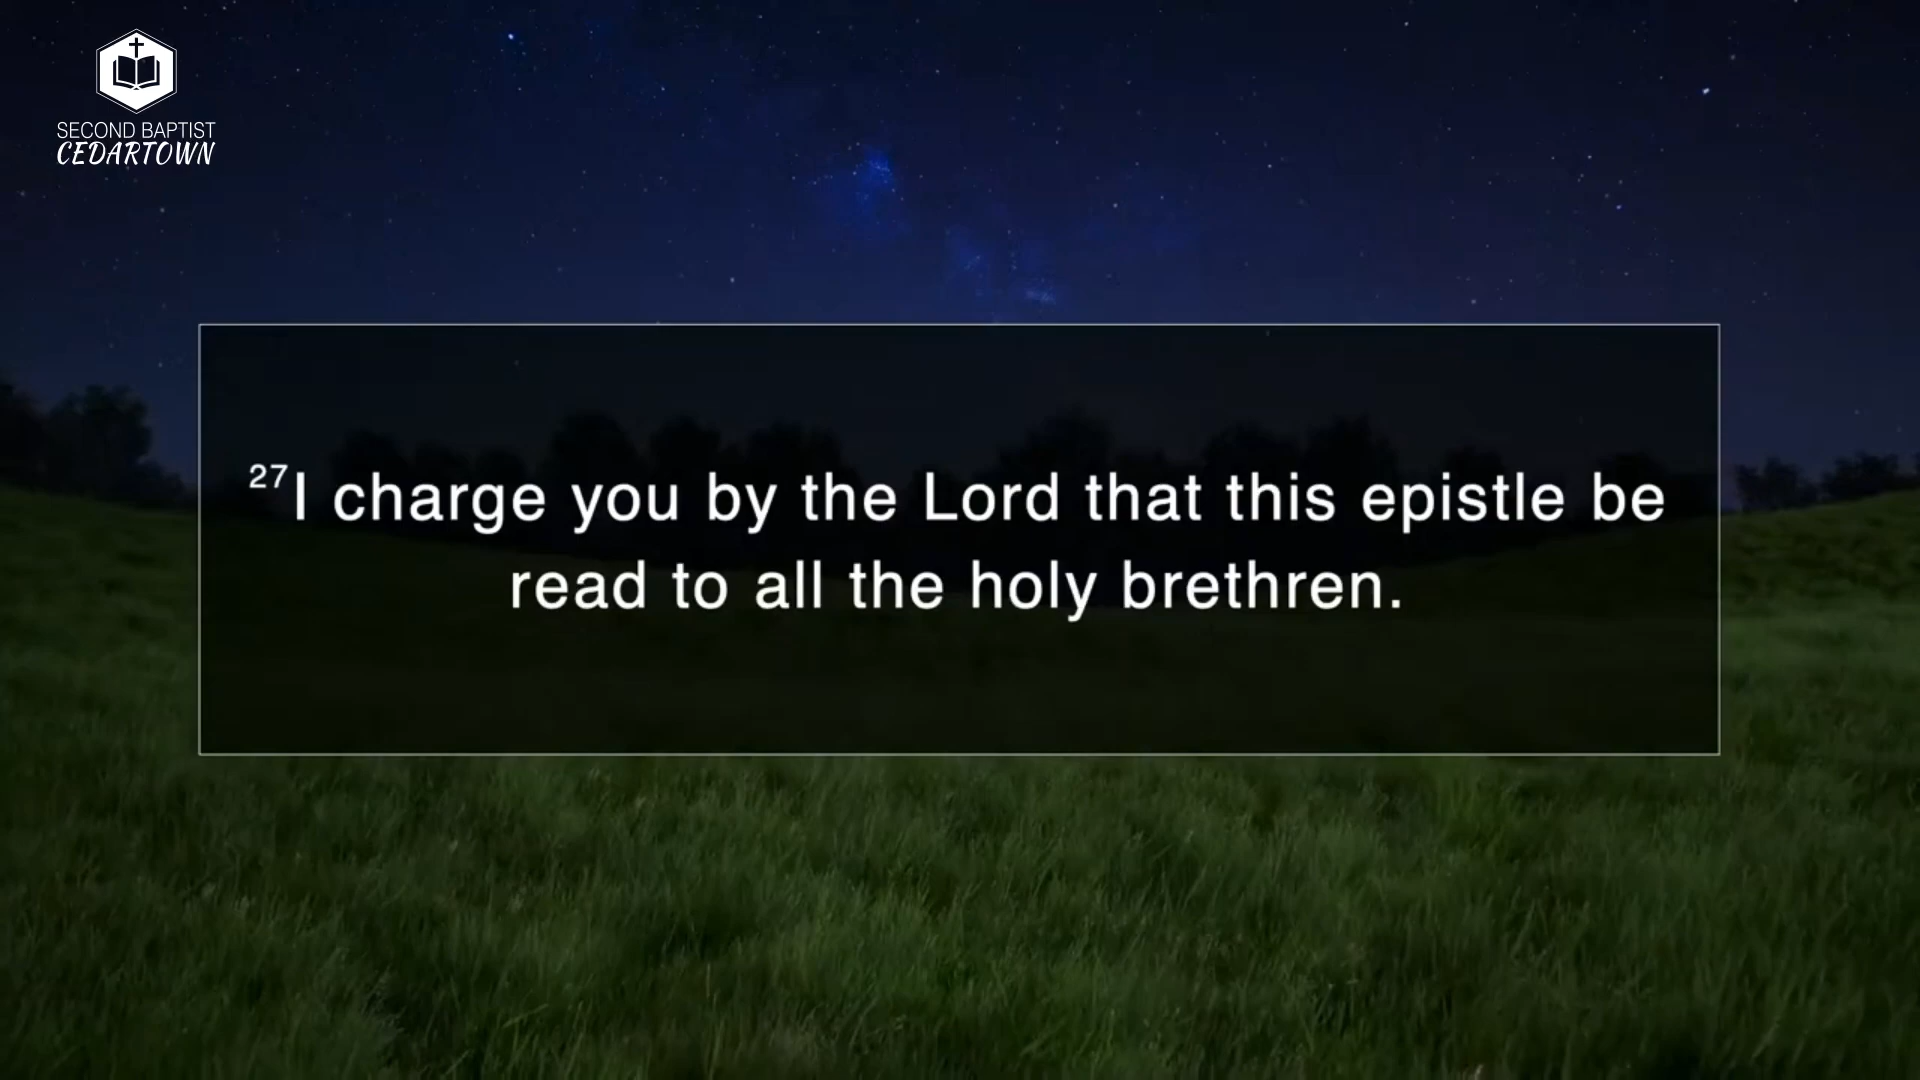 SECOND BAPTIST
CEDARTOWN
27I charge you by the Lord that this epistle be
read to all the holy brethren.